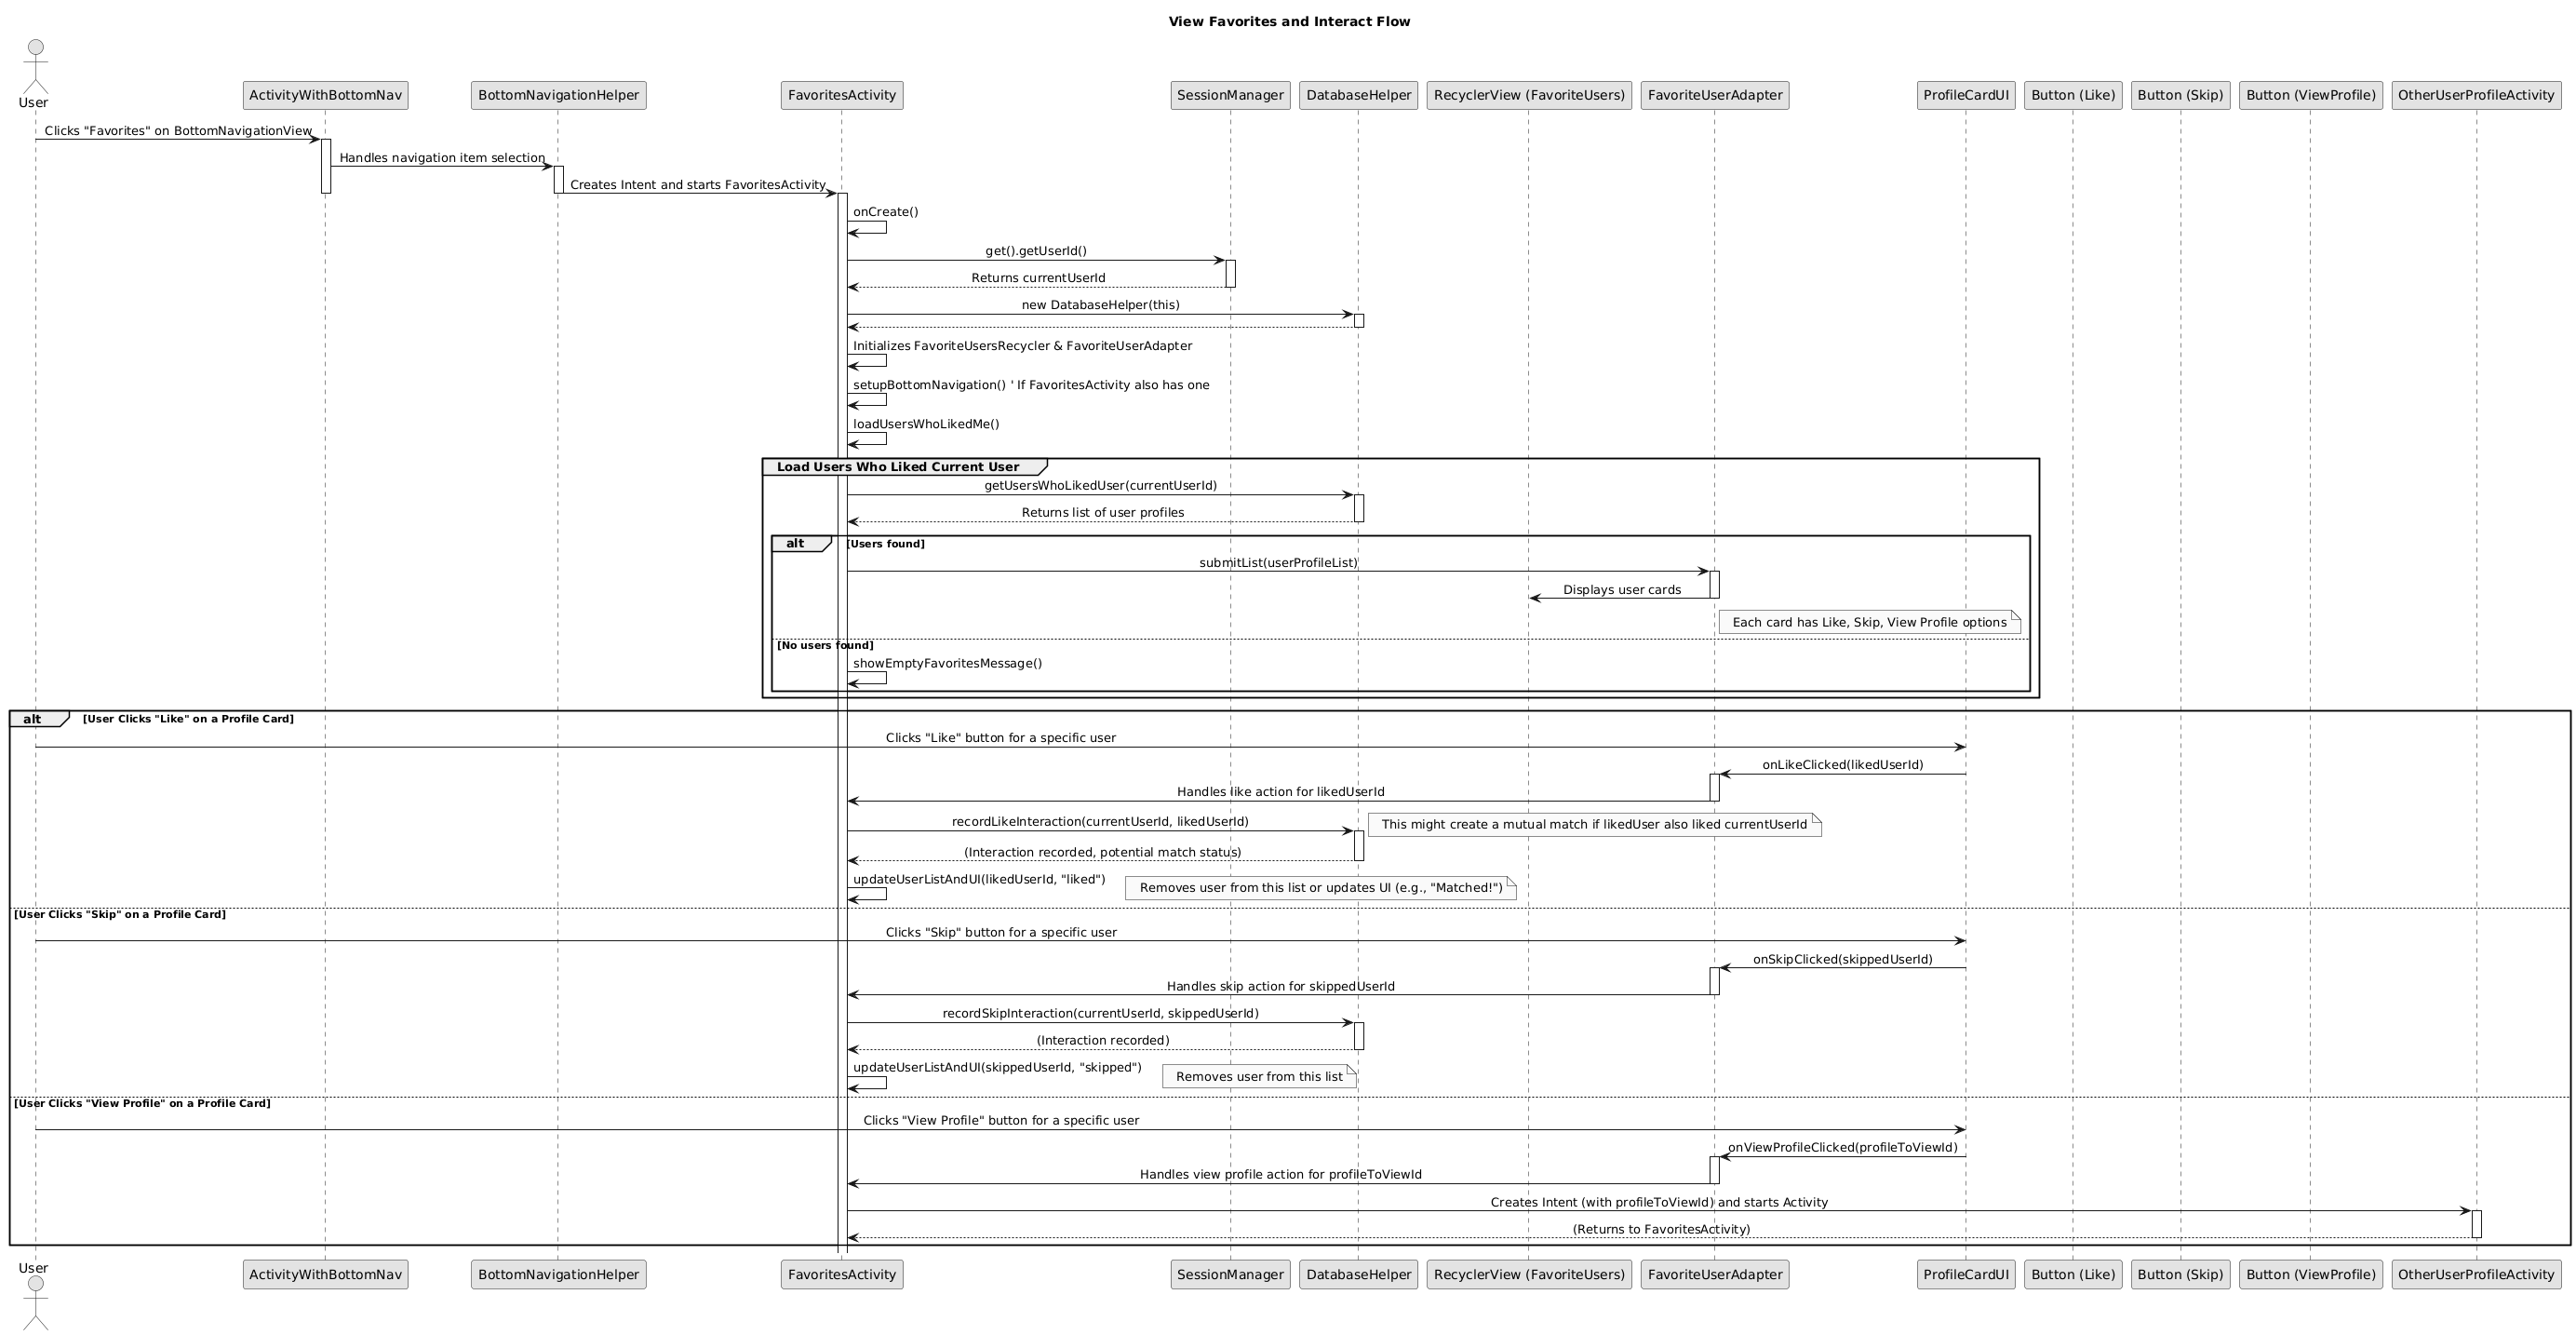 View Favorites and Interact Flow
User
ActivityWithBottomNav
BottomNavigationHelper
FavoritesActivity
SessionManager
DatabaseHelper
RecyclerView (FavoriteUsers)
FavoriteUserAdapter
ProfileCardUI
Button (Like)
Button (Skip)
Button (ViewProfile)
OtherUserProfileActivity
Clicks "Favorites" on BottomNavigationView
Handles navigation item selection
Creates Intent and starts FavoritesActivity
onCreate()
get().getUserId()
Returns currentUserId
new DatabaseHelper(this)
Initializes FavoriteUsersRecycler & FavoriteUserAdapter
setupBottomNavigation() ' If FavoritesActivity also has one
loadUsersWhoLikedMe()
Load Users Who Liked Current User
getUsersWhoLikedUser(currentUserId)
Returns list of user profiles
alt [Users found]
submitList(userProfileList)
Displays user cards
Each card has Like, Skip, View Profile options
[No users found]
showEmptyFavoritesMessage()
alt [User Clicks "Like" on a Profile Card]
Clicks "Like" button for a specific user
onLikeClicked(likedUserId)
Handles like action for likedUserId
recordLikeInteraction(currentUserId, likedUserId)
This might create a mutual match if likedUser also liked currentUserId
(Interaction recorded, potential match status)
updateUserListAndUI(likedUserId, "liked")
Removes user from this list or updates UI (e.g., "Matched!")
[User Clicks "Skip" on a Profile Card]
Clicks "Skip" button for a specific user
onSkipClicked(skippedUserId)
Handles skip action for skippedUserId
recordSkipInteraction(currentUserId, skippedUserId)
(Interaction recorded)
updateUserListAndUI(skippedUserId, "skipped")
Removes user from this list
[User Clicks "View Profile" on a Profile Card]
Clicks "View Profile" button for a specific user
onViewProfileClicked(profileToViewId)
Handles view profile action for profileToViewId
Creates Intent (with profileToViewId) and starts Activity
(Returns to FavoritesActivity)
User
ActivityWithBottomNav
BottomNavigationHelper
FavoritesActivity
SessionManager
DatabaseHelper
RecyclerView (FavoriteUsers)
FavoriteUserAdapter
ProfileCardUI
Button (Like)
Button (Skip)
Button (ViewProfile)
OtherUserProfileActivity